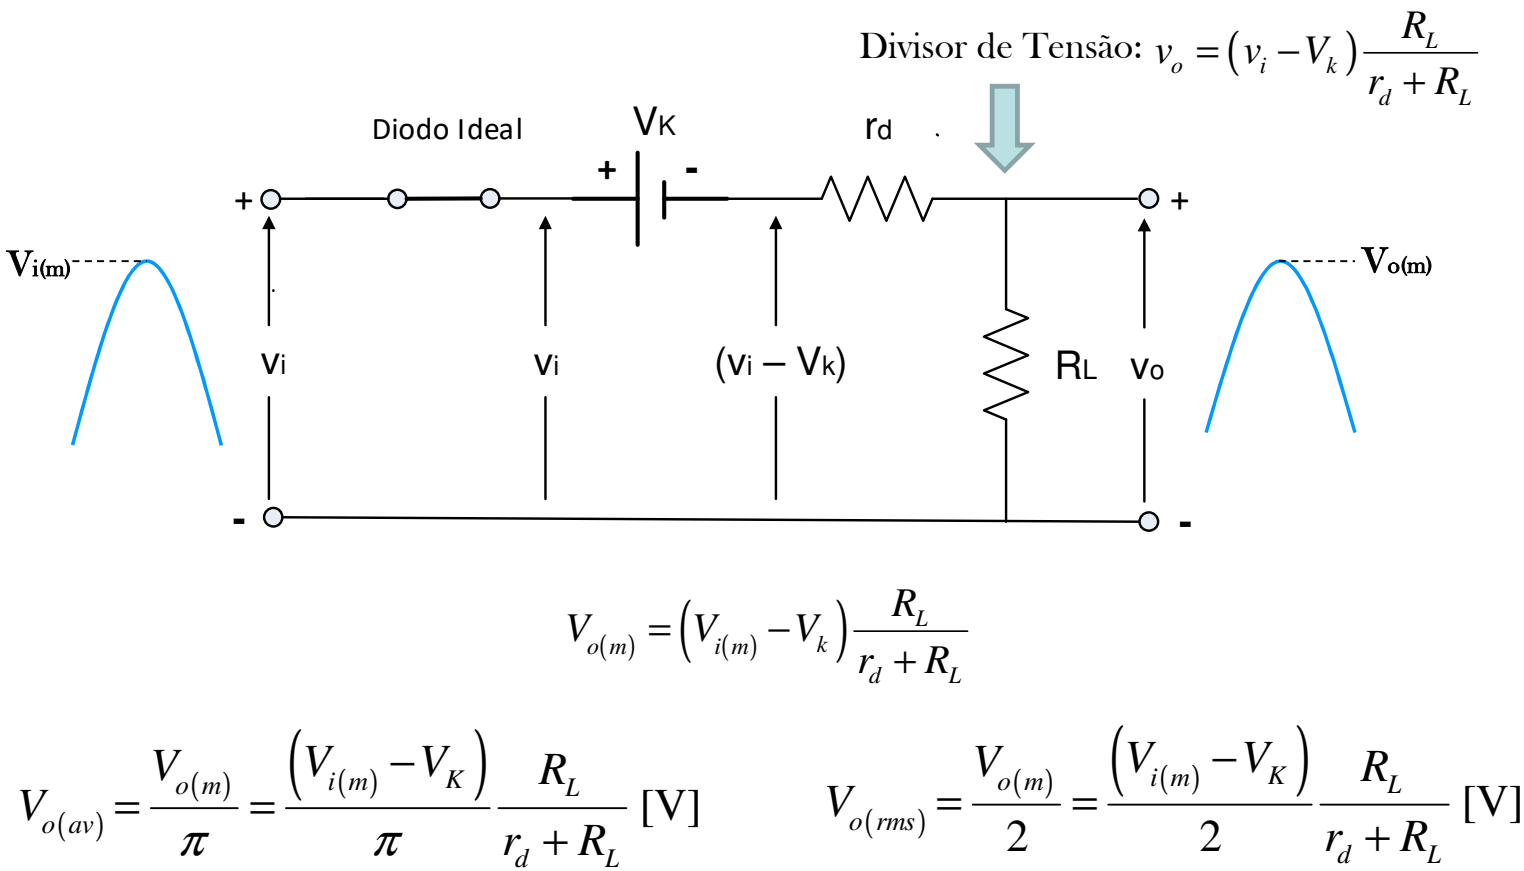 Divisor de Tensão: v_o = (v_i − V_k) R_L / (r_d + R_L)
Diodo Ideal
VK
rd
+ -
+ +
Vi(m)
Vo(m)
vi
vi
(vi – Vk)
RL
vo
- -
V_o(m) = (V_i(m) − V_k) R_L / (r_d + R_L)
V_o(av) = V_o(m) / π = (V_i(m) − V_K) / π R_L / (r_d + R_L) [V]
V_o(rms) = V_o(m) / 2 = (V_i(m) − V_K) / 2 R_L / (r_d + R_L) [V]